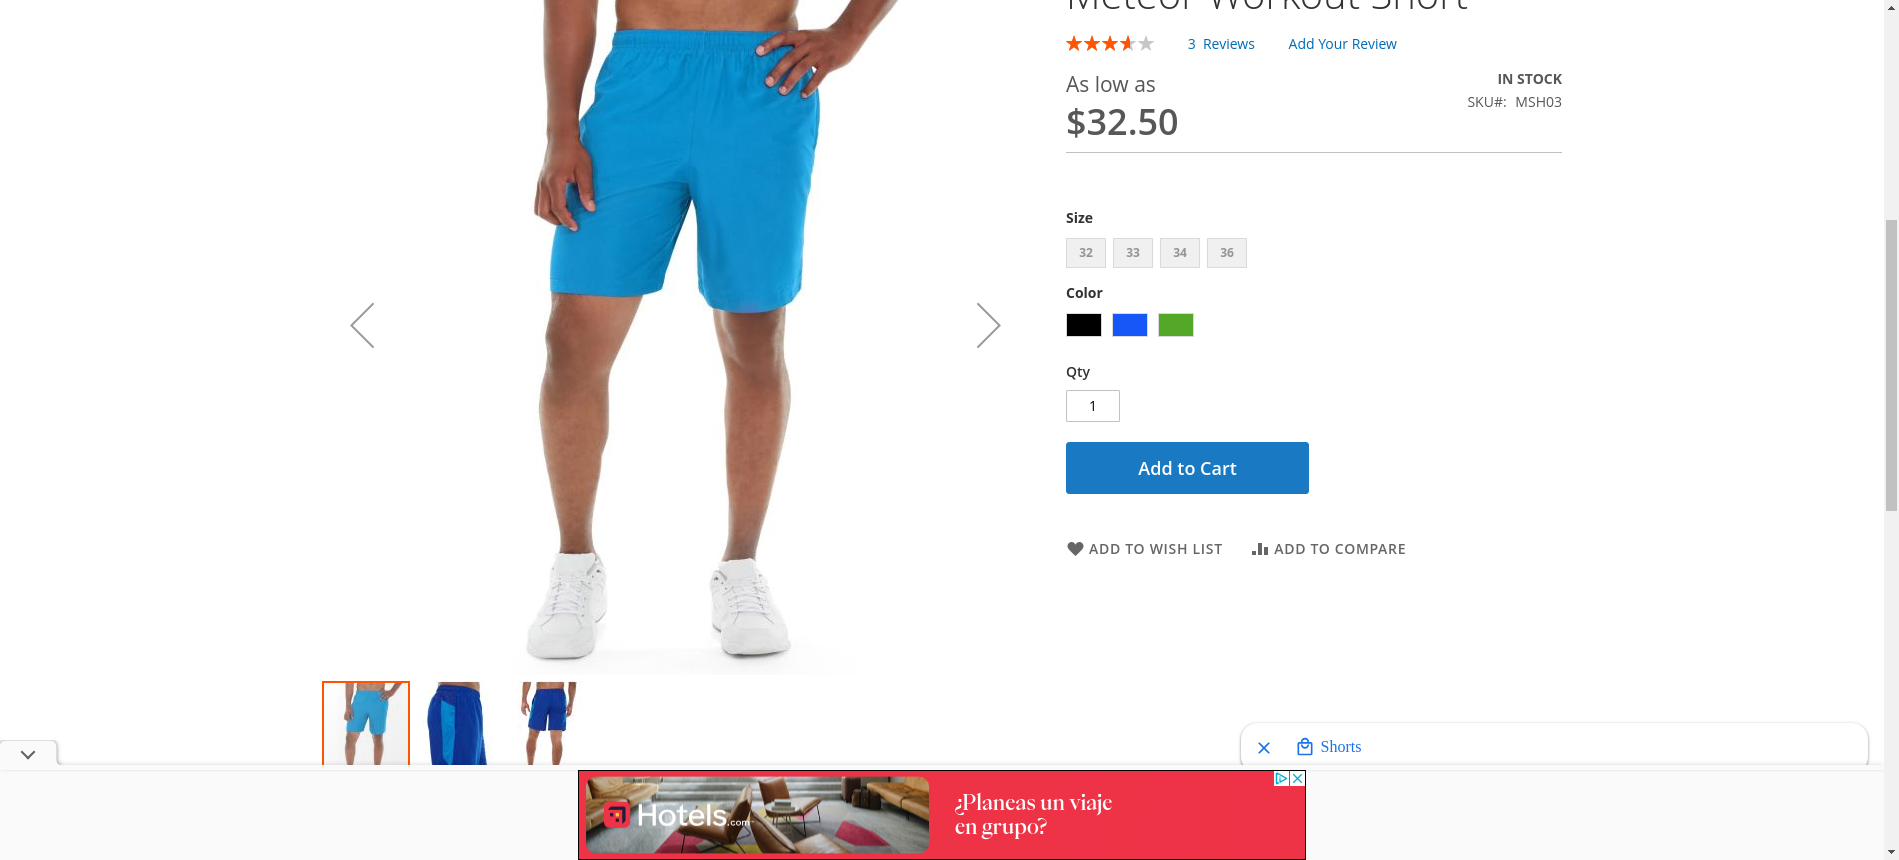 Meteor Workout Short
3 Reviews
Add Your Review
As low as
IN STOCK
SKU#: MSH03
$32.50
Size
32
33
34
36
Color
Qty
1
Add to Cart
ADD TO WISH LIST
ADD TO COMPARE
Shorts
Hotels.com
¿Planeas un viaje
en grupo?